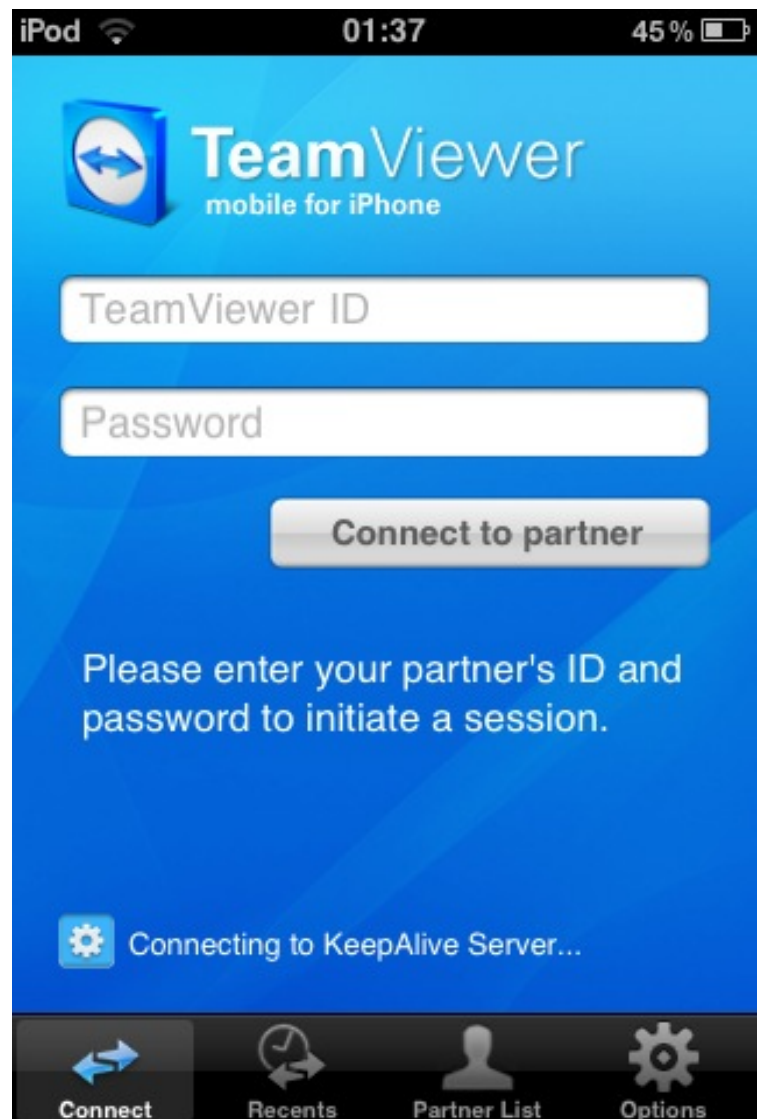 iPod 01:37 45%
TeamViewer
mobile for iPhone
TeamViewer ID
Password
Connect to partner
Please enter your partner's ID and
password to initiate a session.
Connecting to KeepAlive Server...
Connect Recents Partner List Options